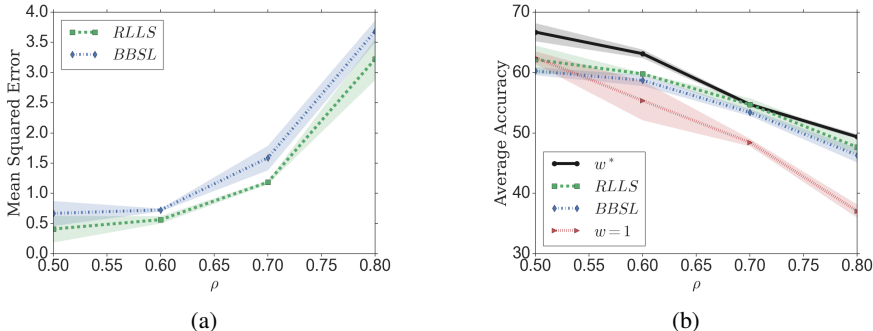 4.0
3.5
3.0
2.5
2.0
1.5
1.0
0.5
0.0
Mean Squared Error
RLLS
BBSL
0.50 0.55 0.60 0.65 0.70 0.75 0.80
ρ
(a)
70
60
50
40
30
Average Accuracy
w*
RLLS
BBSL
w = 1
0.50 0.55 0.60 0.65 0.70 0.75 0.80
ρ
(b)